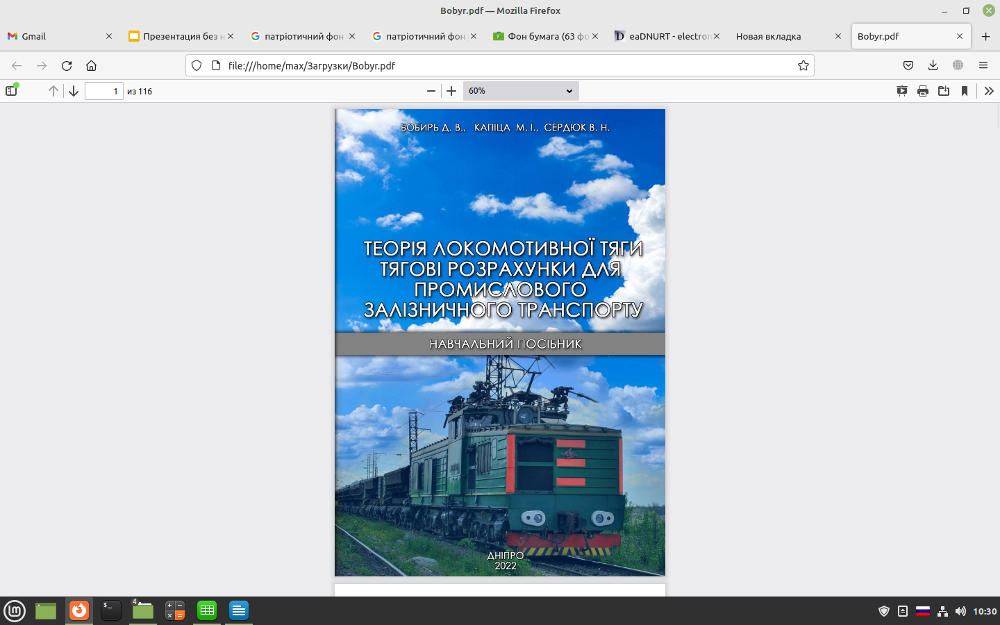 Bobyr.pdf — Mozilla Firefox
Gmail
Презентация без н
патріотичний фон
патріотичний фон
Фон бумага (63 фо
eaDNURT - electron
Новая вкладка
Bobyr.pdf
file:///home/max/Загрузки/Bobyr.pdf
1 из 116
60%
БОБИРЬ Д. В., КАПІЦА М. І., СЕРДЮК В. Н.
ТЕОРІЯ ЛОКОМОТИВНОЇ ТЯГИ
ТЯГОВІ РОЗРАХУНКИ ДЛЯ
ПРОМИСЛОВОГО
ЗАЛІЗНИЧНОГО ТРАНСПОРТУ
НАВЧАЛЬНИЙ ПОСІБНИК
ДНІПРО
2022
4
10:30